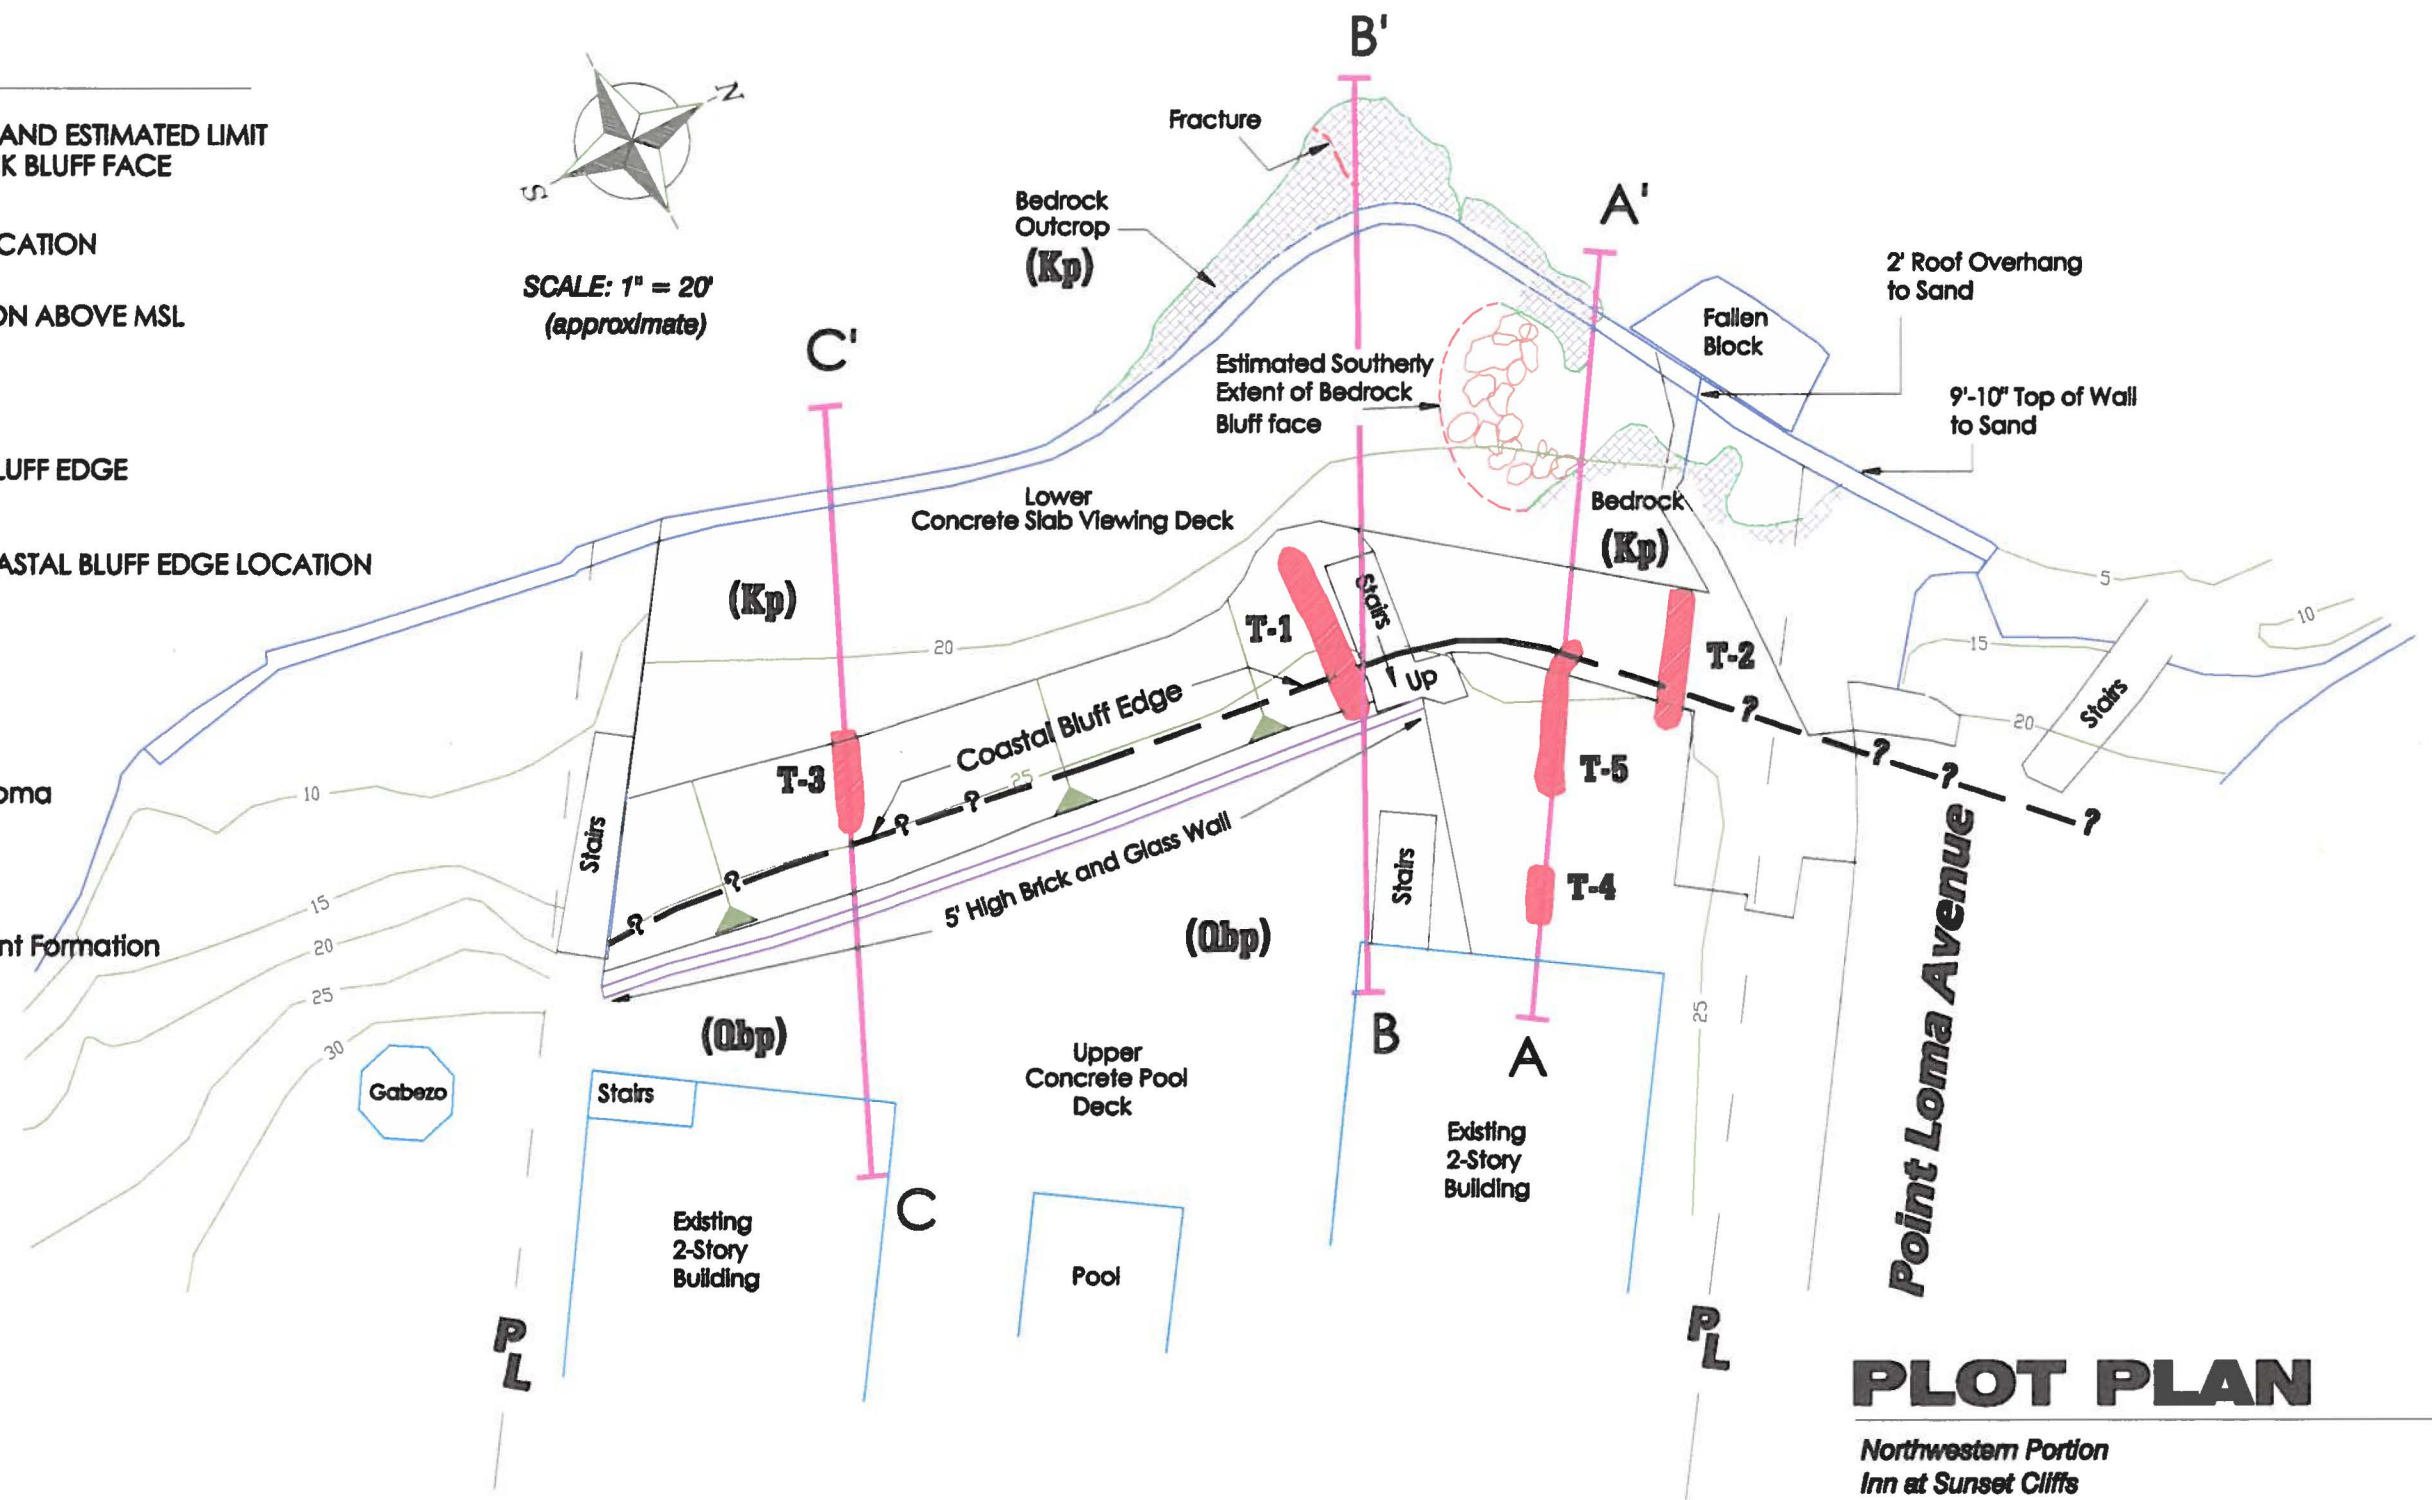 AND ESTIMATED LIMIT
K BLUFF FACE
CATION
ON ABOVE MSL
LUFF EDGE
ASTAL BLUFF EDGE LOCATION
oma
nt Formation
N
S
SCALE: 1" = 20'
(approximate)
B'
Fracture
Bedrock
Outcrop
(Kp)
A'
2' Roof Overhang
to Sand
Fallen
Block
9'-10" Top of Wall
to Sand
C'
Estimated Southerly
Extent of Bedrock
Bluff face
Lower
Concrete Slab Viewing Deck
Bedrock
(Kp)
(Kp)
Stairs
T-1
T-2
Up
20
5
10
15
20
Stairs
Coastal Bluff Edge
25
T-3
T-5
T-4
? ? ? ? ?
? ? ? ?
10
15
20
25
30
Stairs
5' High Brick and Glass Wall
Stairs
(Qbp)
(Qbp)
25
Point Loma Avenue
B
A
C
Gabezo
Stairs
Upper
Concrete Pool
Deck
Existing
2-Story
Building
Existing
2-Story
Building
Pool
PL
PL
PLOT PLAN
Northwestern Portion
Inn at Sunset Cliffs